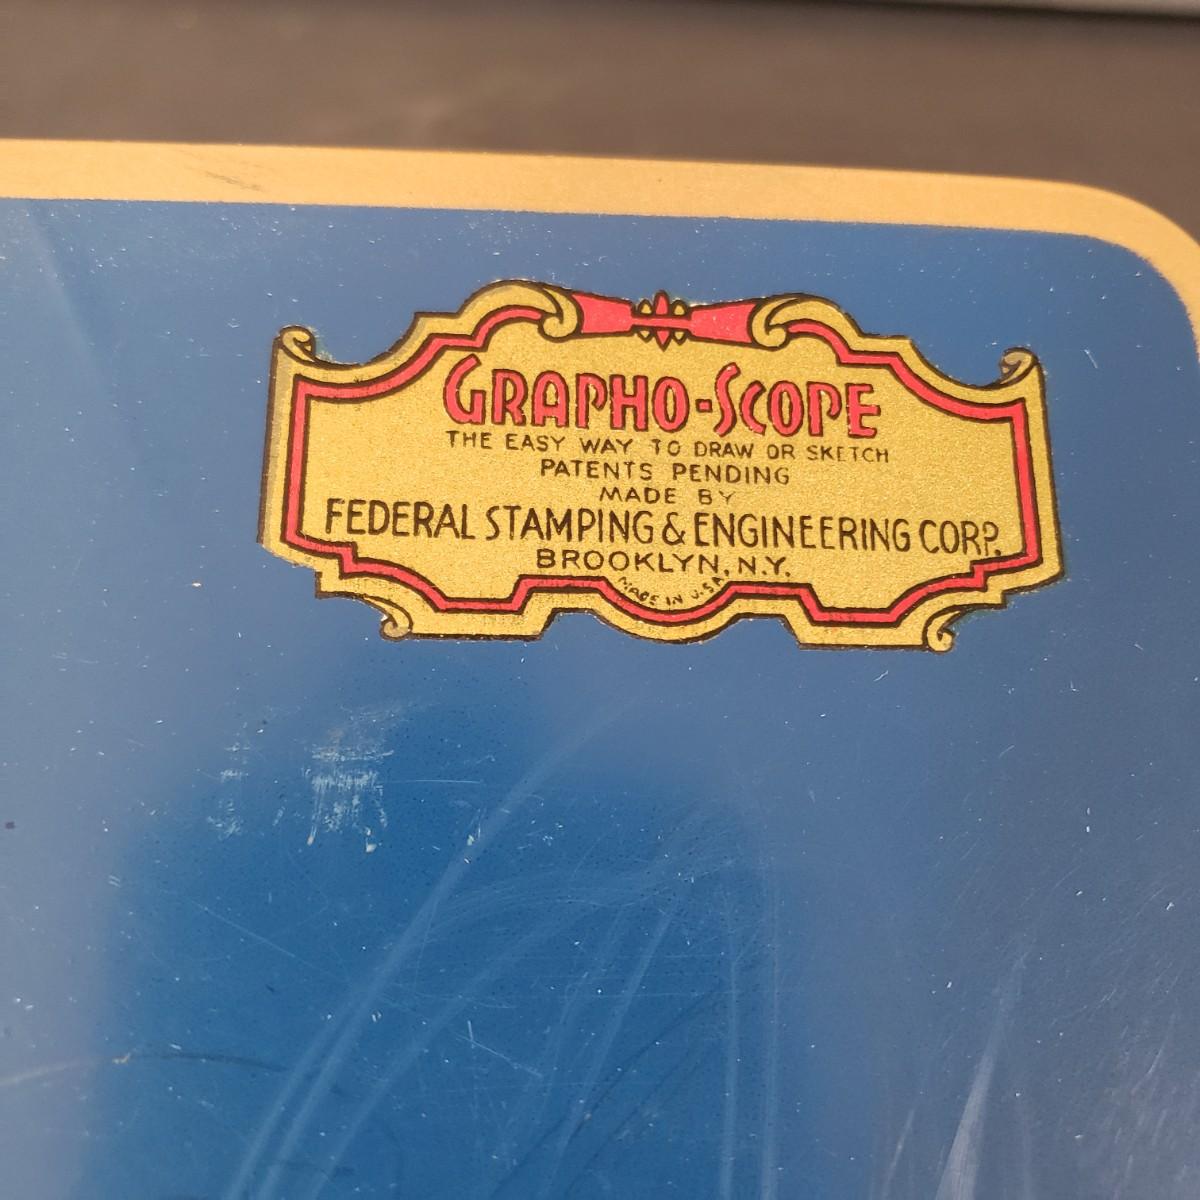 GRAPHO-SCOPE
THE EASY WAY TO DRAW OR SKETCH
PATENTS PENDING
MADE BY
FEDERAL STAMPING & ENGINEERING CORP.
BROOKLYN, N.Y.
MADE IN U.S.A.